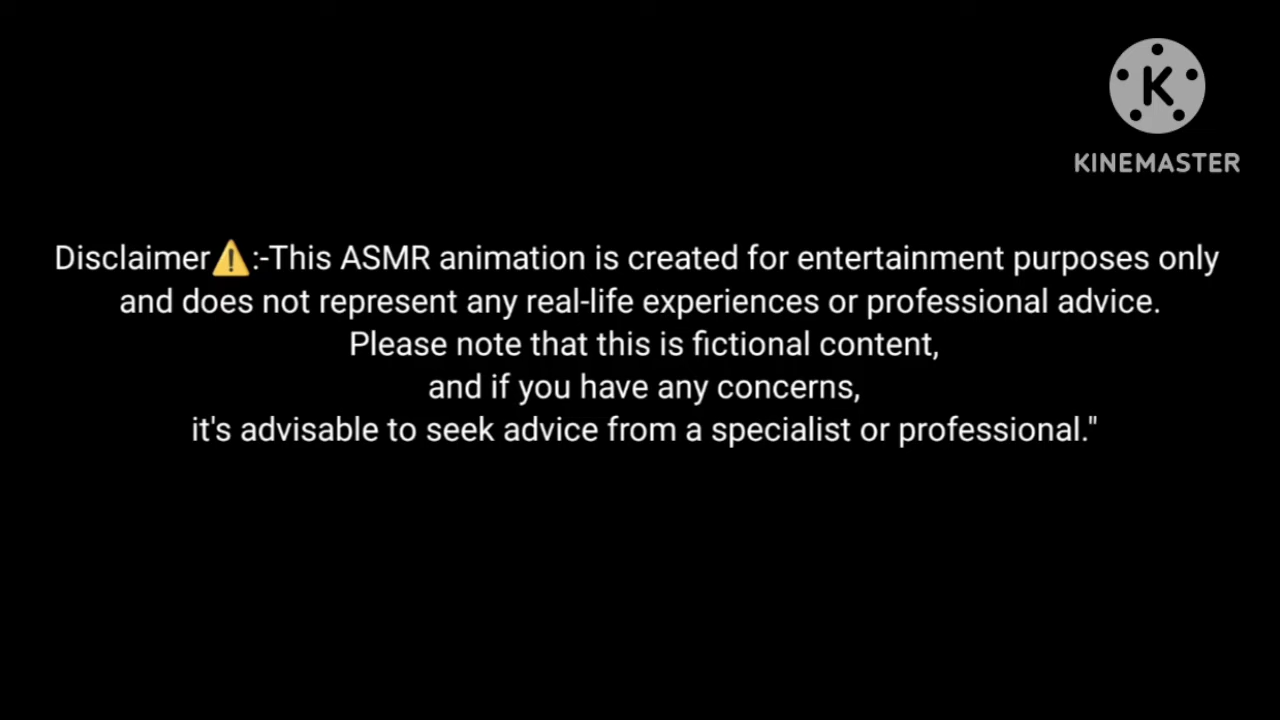 K
KINEMASTER
Disclaimer⚠️:-This ASMR animation is created for entertainment purposes only
and does not represent any real-life experiences or professional advice.
Please note that this is fictional content,
and if you have any concerns,
it's advisable to seek advice from a specialist or professional."